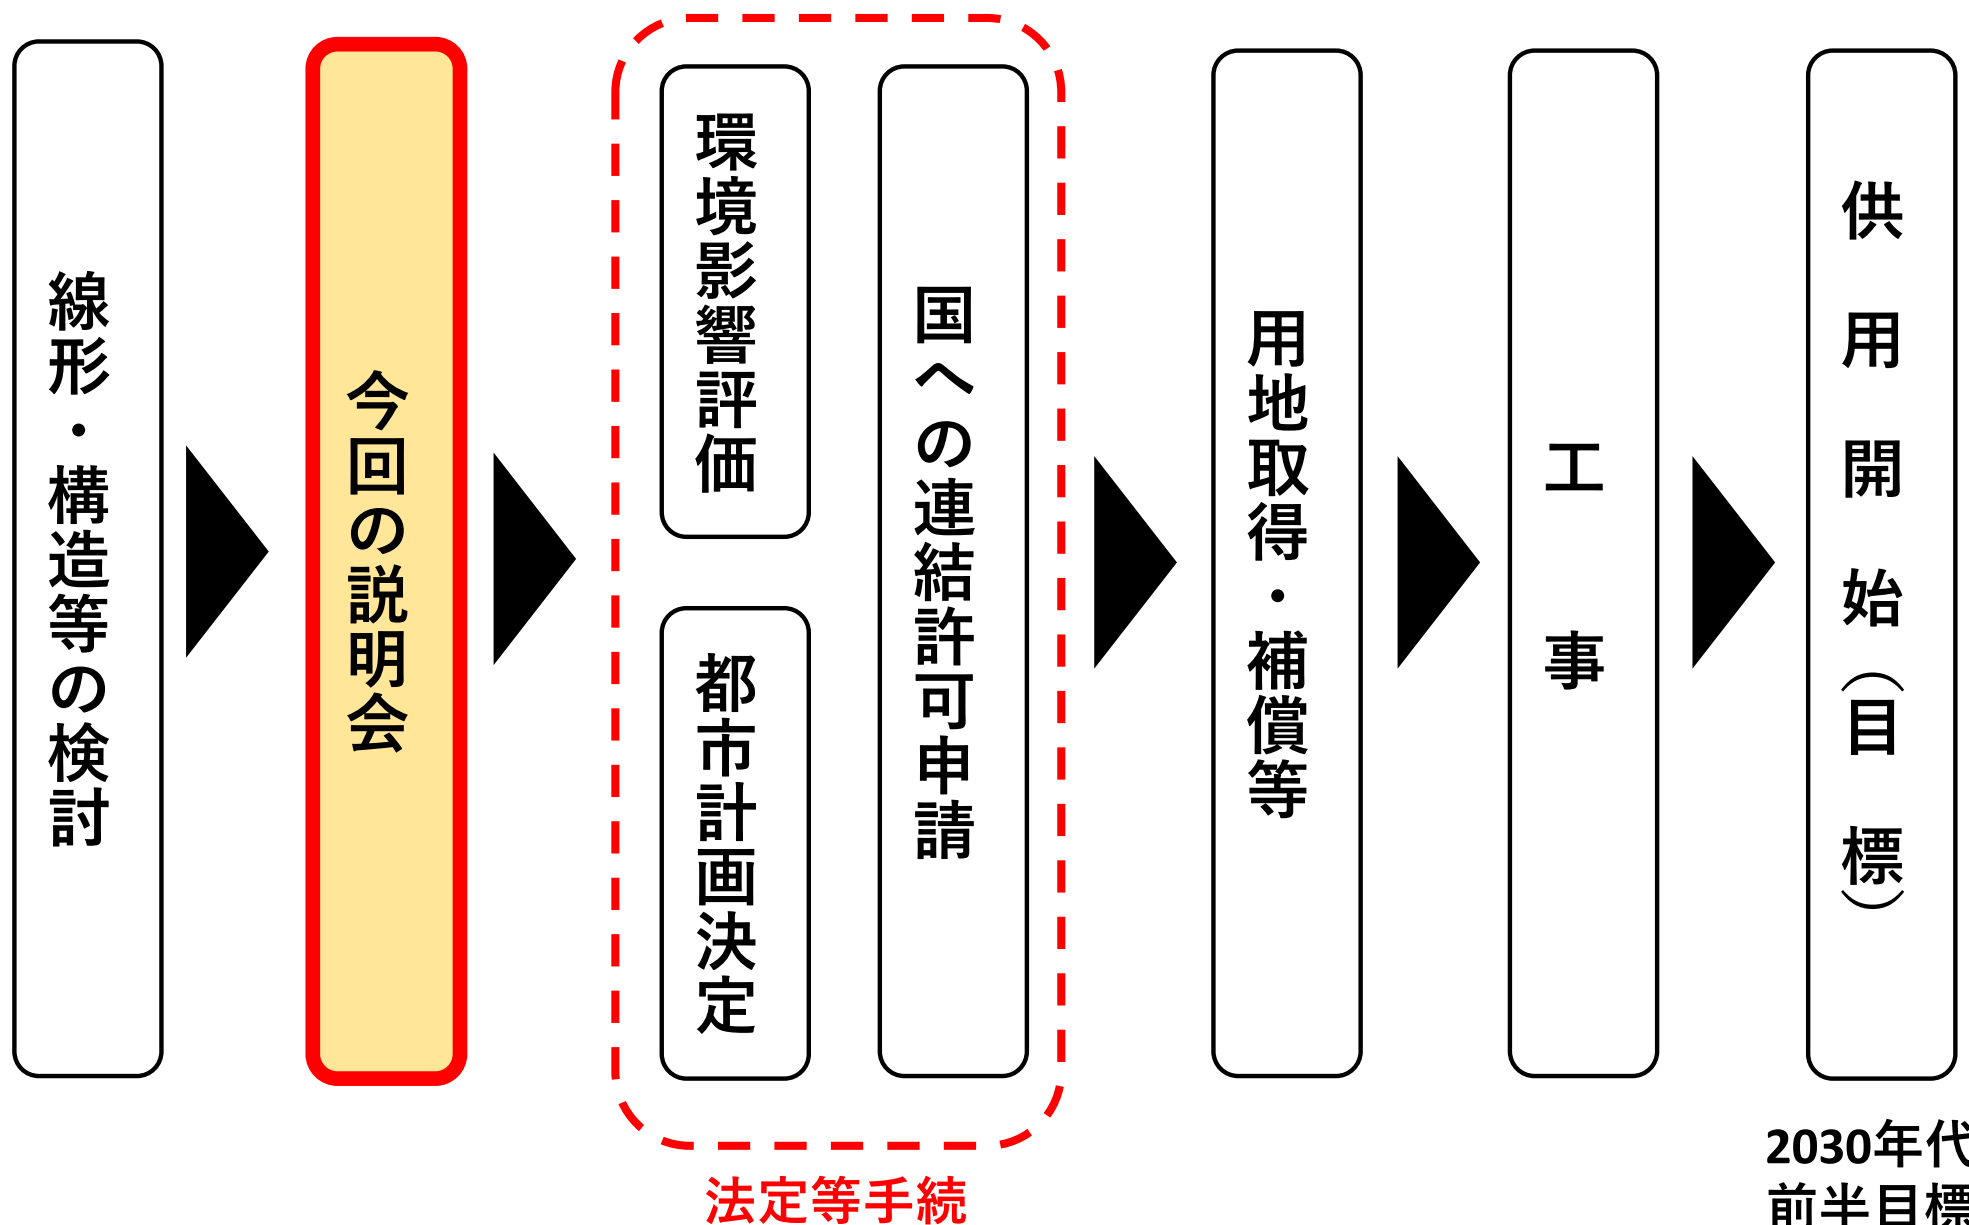 線形・構造等の検討
今回の説明会
環境影響評価
都市計画決定
国への連結許可申請
法定等手続
用地取得・補償等
工事
供用開始（目標）
2030年代
前半目標